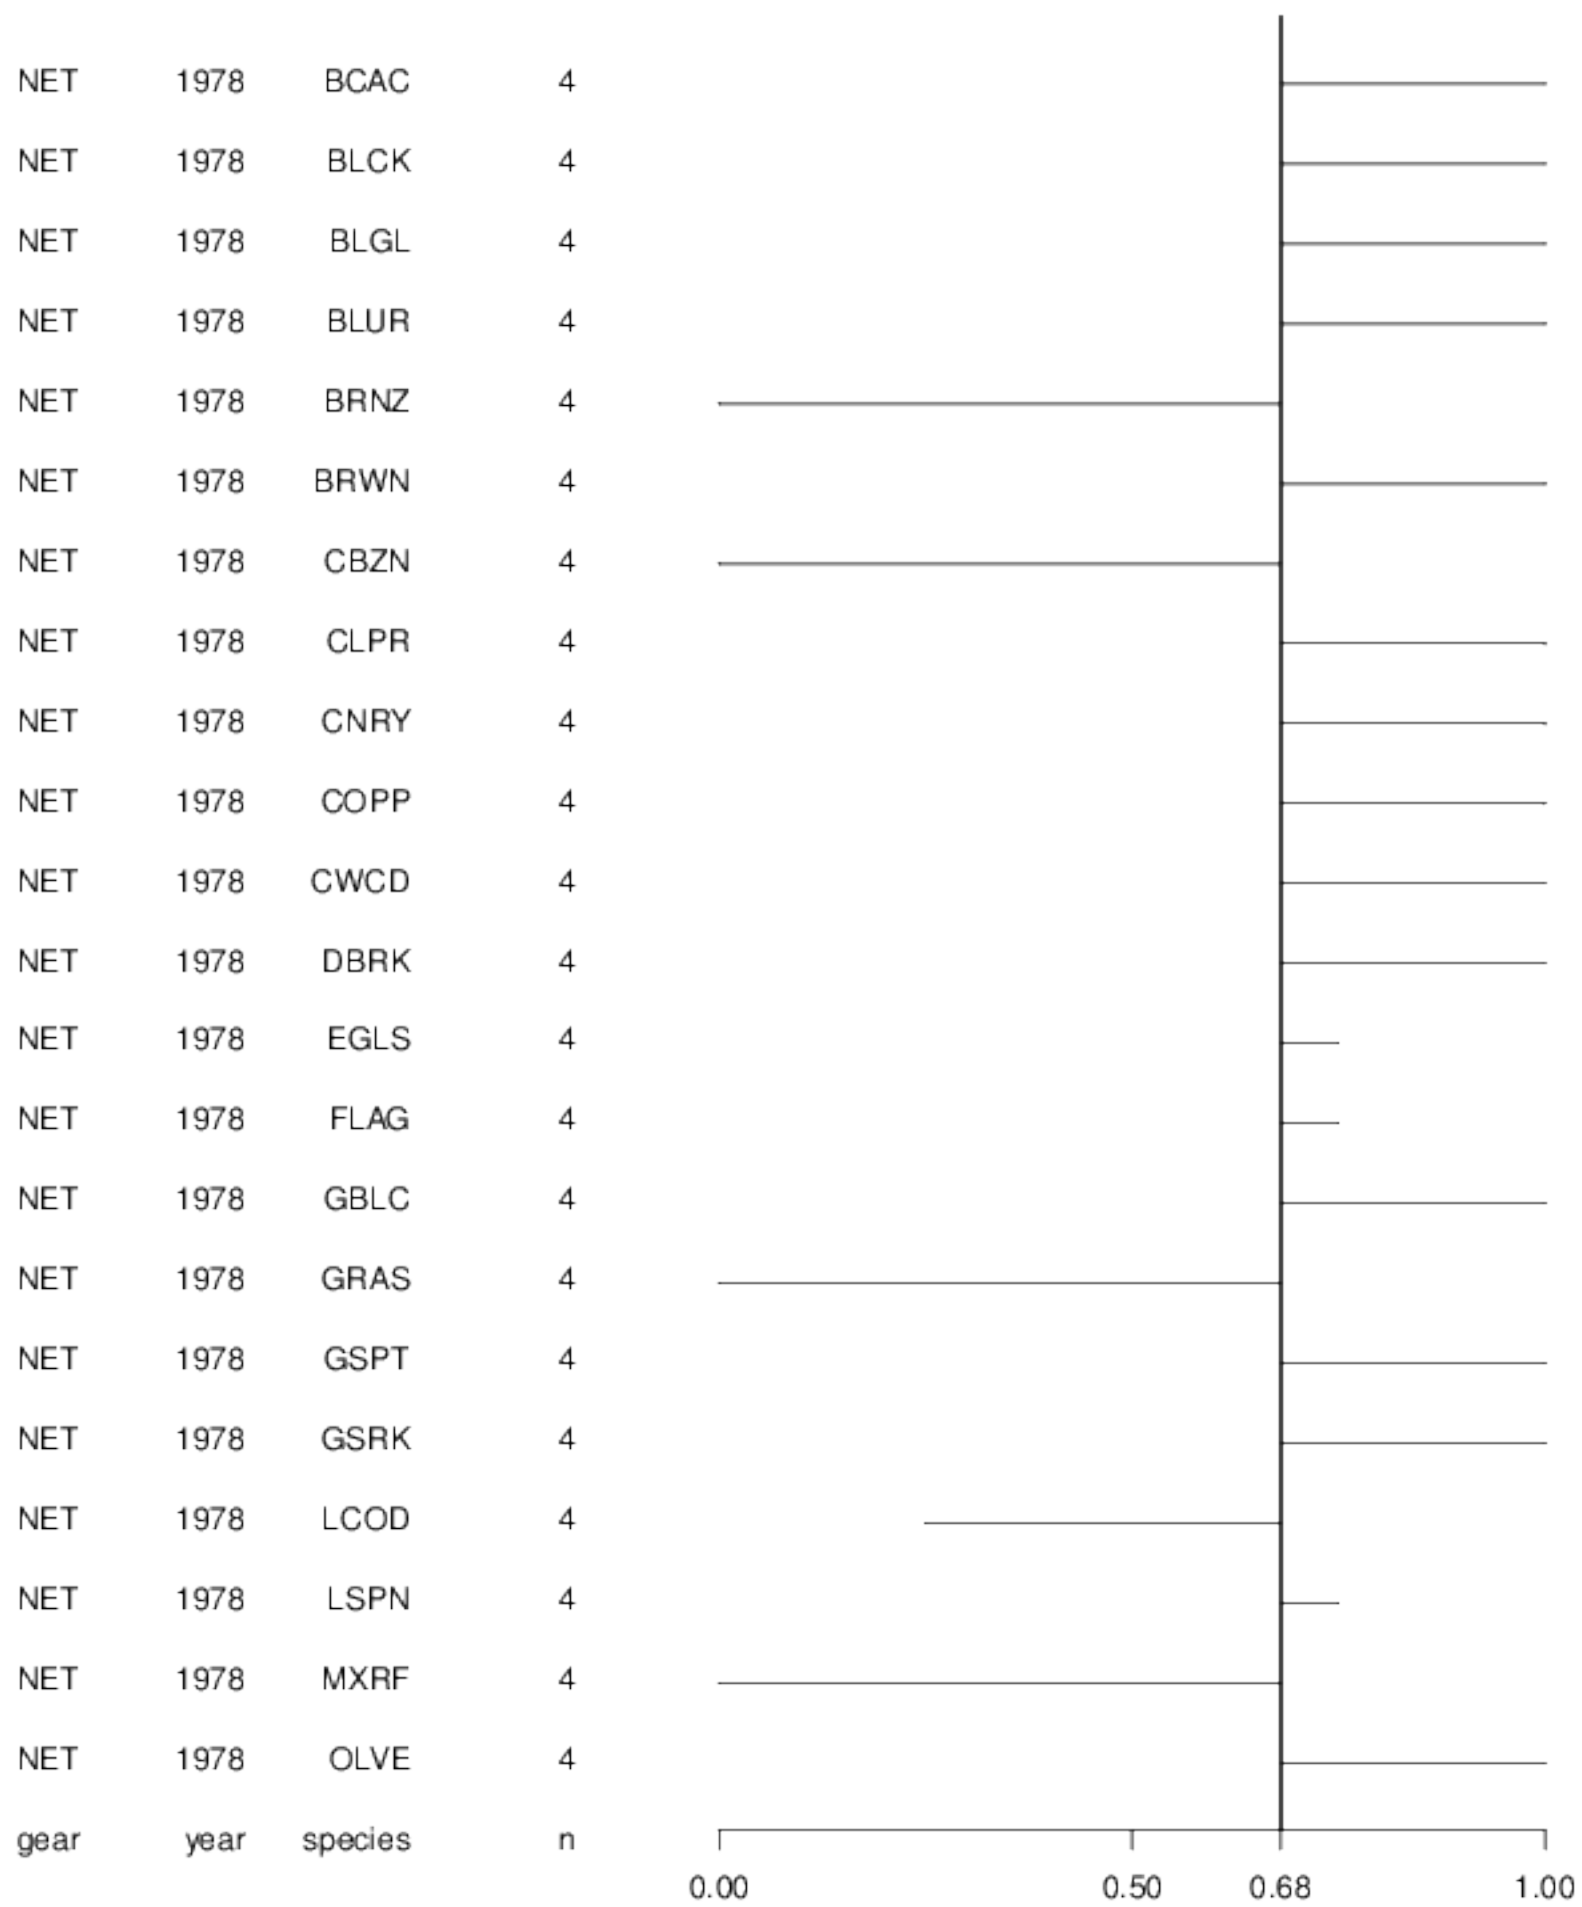 NET 1978 BCAC 4
NET 1978 BLCK 4
NET 1978 BLGL 4
NET 1978 BLUR 4
NET 1978 BRNZ 4
NET 1978 BRWN 4
NET 1978 CBZN 4
NET 1978 CLPR 4
NET 1978 CNRY 4
NET 1978 COPP 4
NET 1978 CWCD 4
NET 1978 DBRK 4
NET 1978 EGLS 4
NET 1978 FLAG 4
NET 1978 GBLC 4
NET 1978 GRAS 4
NET 1978 GSPT 4
NET 1978 GSRK 4
NET 1978 LCOD 4
NET 1978 LSPN 4
NET 1978 MXRF 4
NET 1978 OLVE 4
gear year species n
0.00 0.50 0.68 1.00